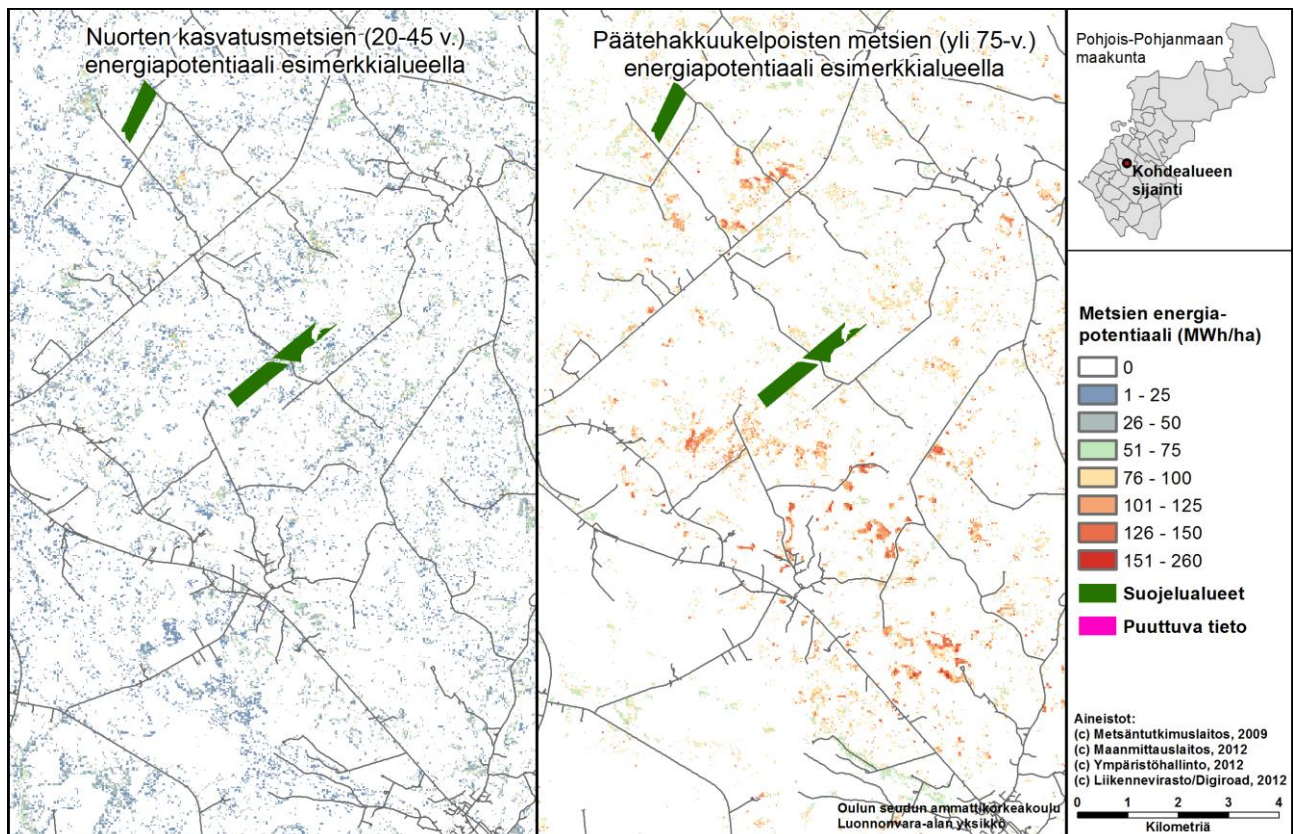 Nuorten kasvatusmetsien (20-45 v.)
energiapotentiaali esimerkkialueella
Päätehakkuukelpoisten metsien (yli 75-v.)
energiapotentiaali esimerkkialueella
Pohjois-Pohjanmaan
maakunta
Kohdealueen
sijainti
Metsien energia-
potentiaali (MWh/ha)
0
1 - 25
26 - 50
51 - 75
76 - 100
101 - 125
126 - 150
151 - 260
Suojelualueet
Puuttuva tieto
Aineistot:
(c) Metsäntutkimuslaitos, 2009
(c) Maanmittauslaitos, 2012
(c) Ympäristöhallinto, 2012
(c) Liikennevirasto/Digiroad, 2012
0 1 2 3 4
Kilometriä
Oulun seudun ammattikorkeakoulu
Luonnonvara-alan yksikkö